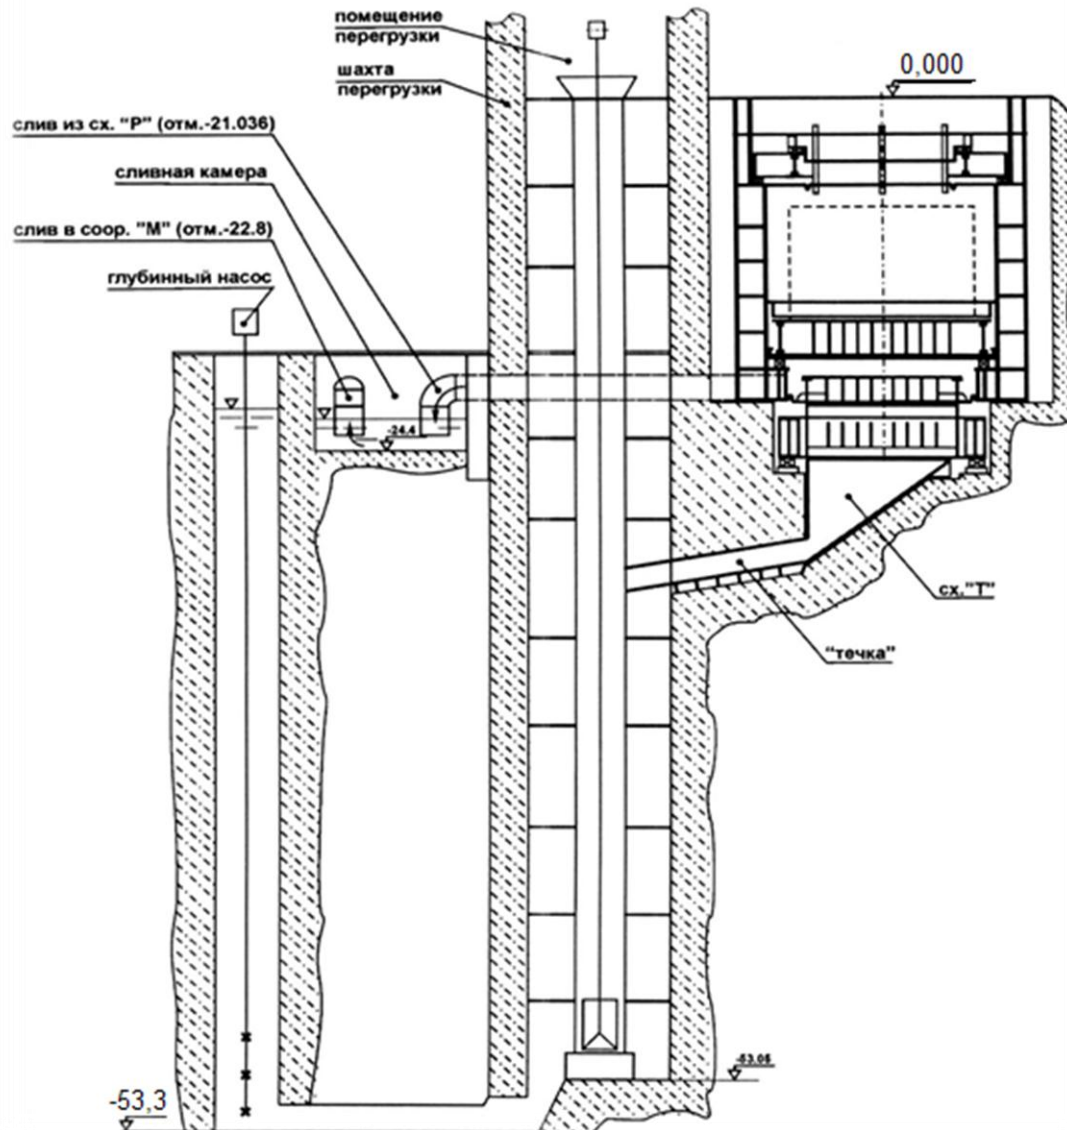 помещение
перегрузки
шахта
перегрузки
0,000
слив из сх. "Р" (отм.-21.036)
сливная камера
слив в соор. "М" (отм.-22.8)
глубинный насос
-24.4
сх."Т"
"течка"
-53.05
-53,3